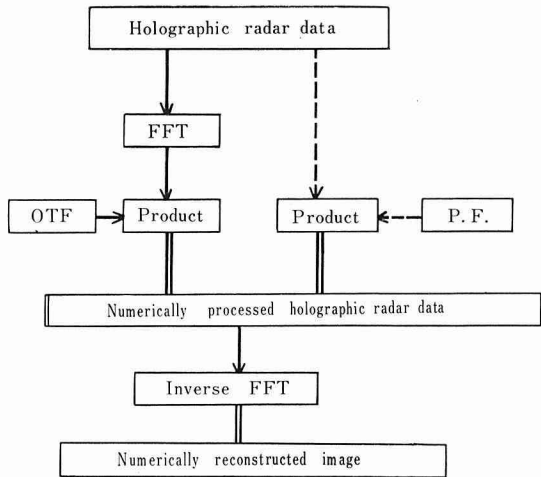 Holographic radar data
FFT
OTF
Product
Product
P. F.
Numerically processed holographic radar data
Inverse FFT
Numerically reconstructed image